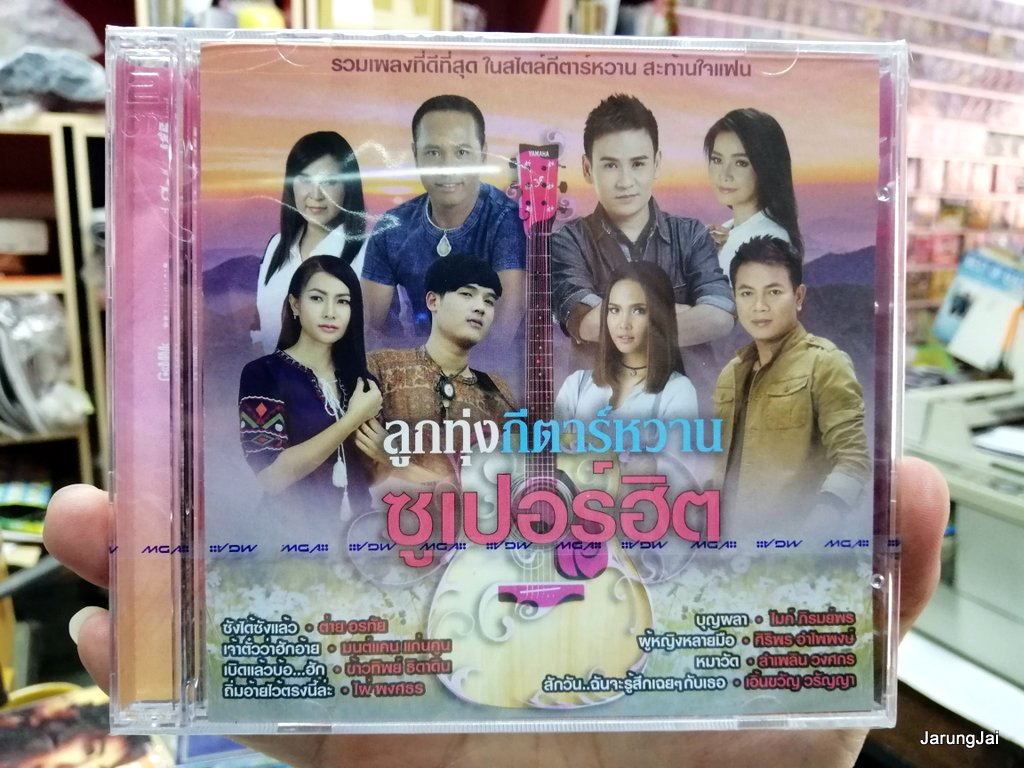 รวมเพลงที่ดีที่สุด ในสไตล์กีตาร์หวาน สะท้านใจแฟน
YAMAHA
ลูกทุ่งกีตาร์หวาน
ซูเปอร์ฮิต
MGA MGA MGA MGA MGA MGA MGA MGA MGA MGA
ซังได้ซังแล้ว • ต่าย อรทัย
เจ้าตั๋วว่าฮักอ้าย • มนต์แคน แก่นคูน
เบิดแล้วบ้อ...ฮัก • ข้าวทิพย์ ธิดาดิน
ถิ่มอ้ายไว้ตรงนี้ล่ะ • ไผ่ พงศธร
บุญผลา • ไมค์ ภิรมย์พร
ผู้หญิงหลายมือ • ศิริพร อำไพพงษ์
หมาวัด • ลำเพลิน วงศกร
สักวัน..ฉันจะรู้สึกเฉยๆกับเธอ • เอิ้นขวัญ วรัญญา
JarungJai